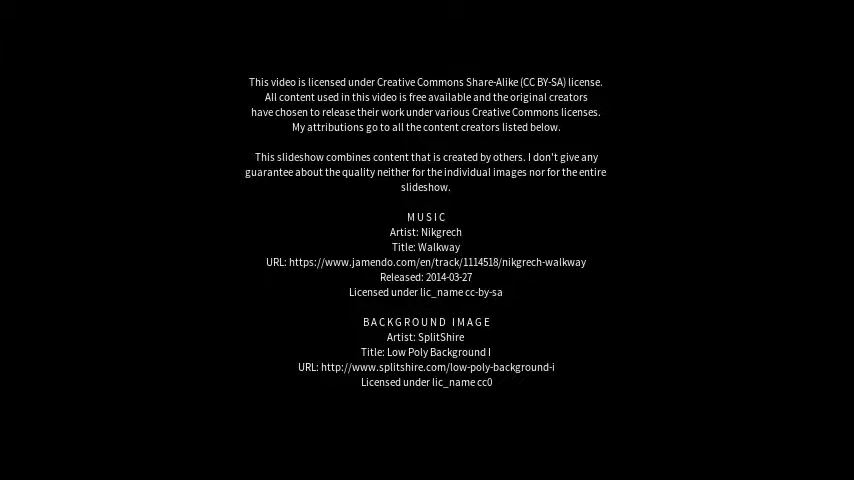 This video is licensed under Creative Commons Share-Alike (CC BY-SA) license.
All content used in this video is free available and the original creators
have chosen to release their work under various Creative Commons licenses.
My attributions go to all the content creators listed below.
This slideshow combines content that is created by others. I don't give any
guarantee about the quality neither for the individual images nor for the entire
slideshow.
MUSIC
Artist: Nikgrech
Title: Walkway
URL: https://www.jamendo.com/en/track/1114518/nikgrech-walkway
Released: 2014-03-27
Licensed under lic_name cc-by-sa
BACKGROUND IMAGE
Artist: SplitShire
Title: Low Poly Background I
URL: http://www.splitshire.com/low-poly-background-i
Licensed under lic_name cc0